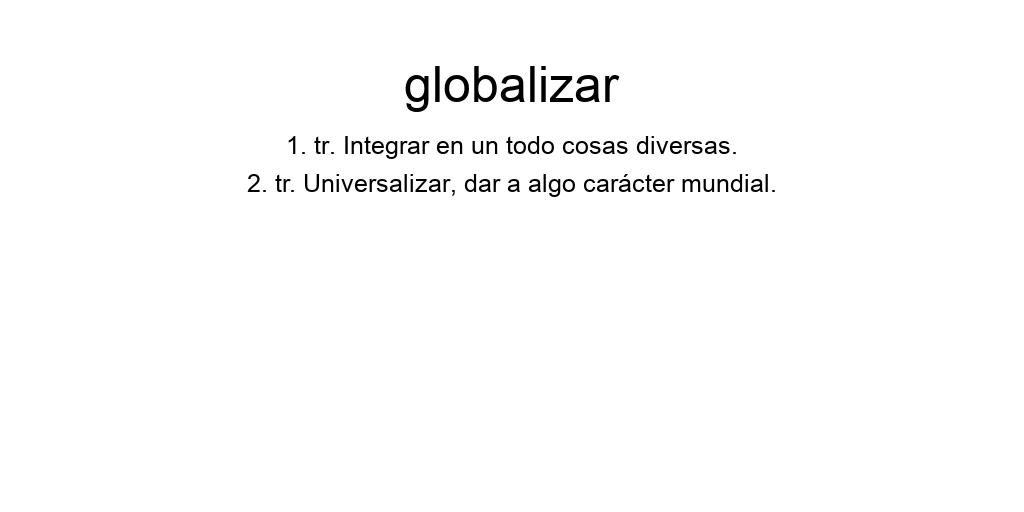 globalizar
1. tr. Integrar en un todo cosas diversas.
2. tr. Universalizar, dar a algo carácter mundial.